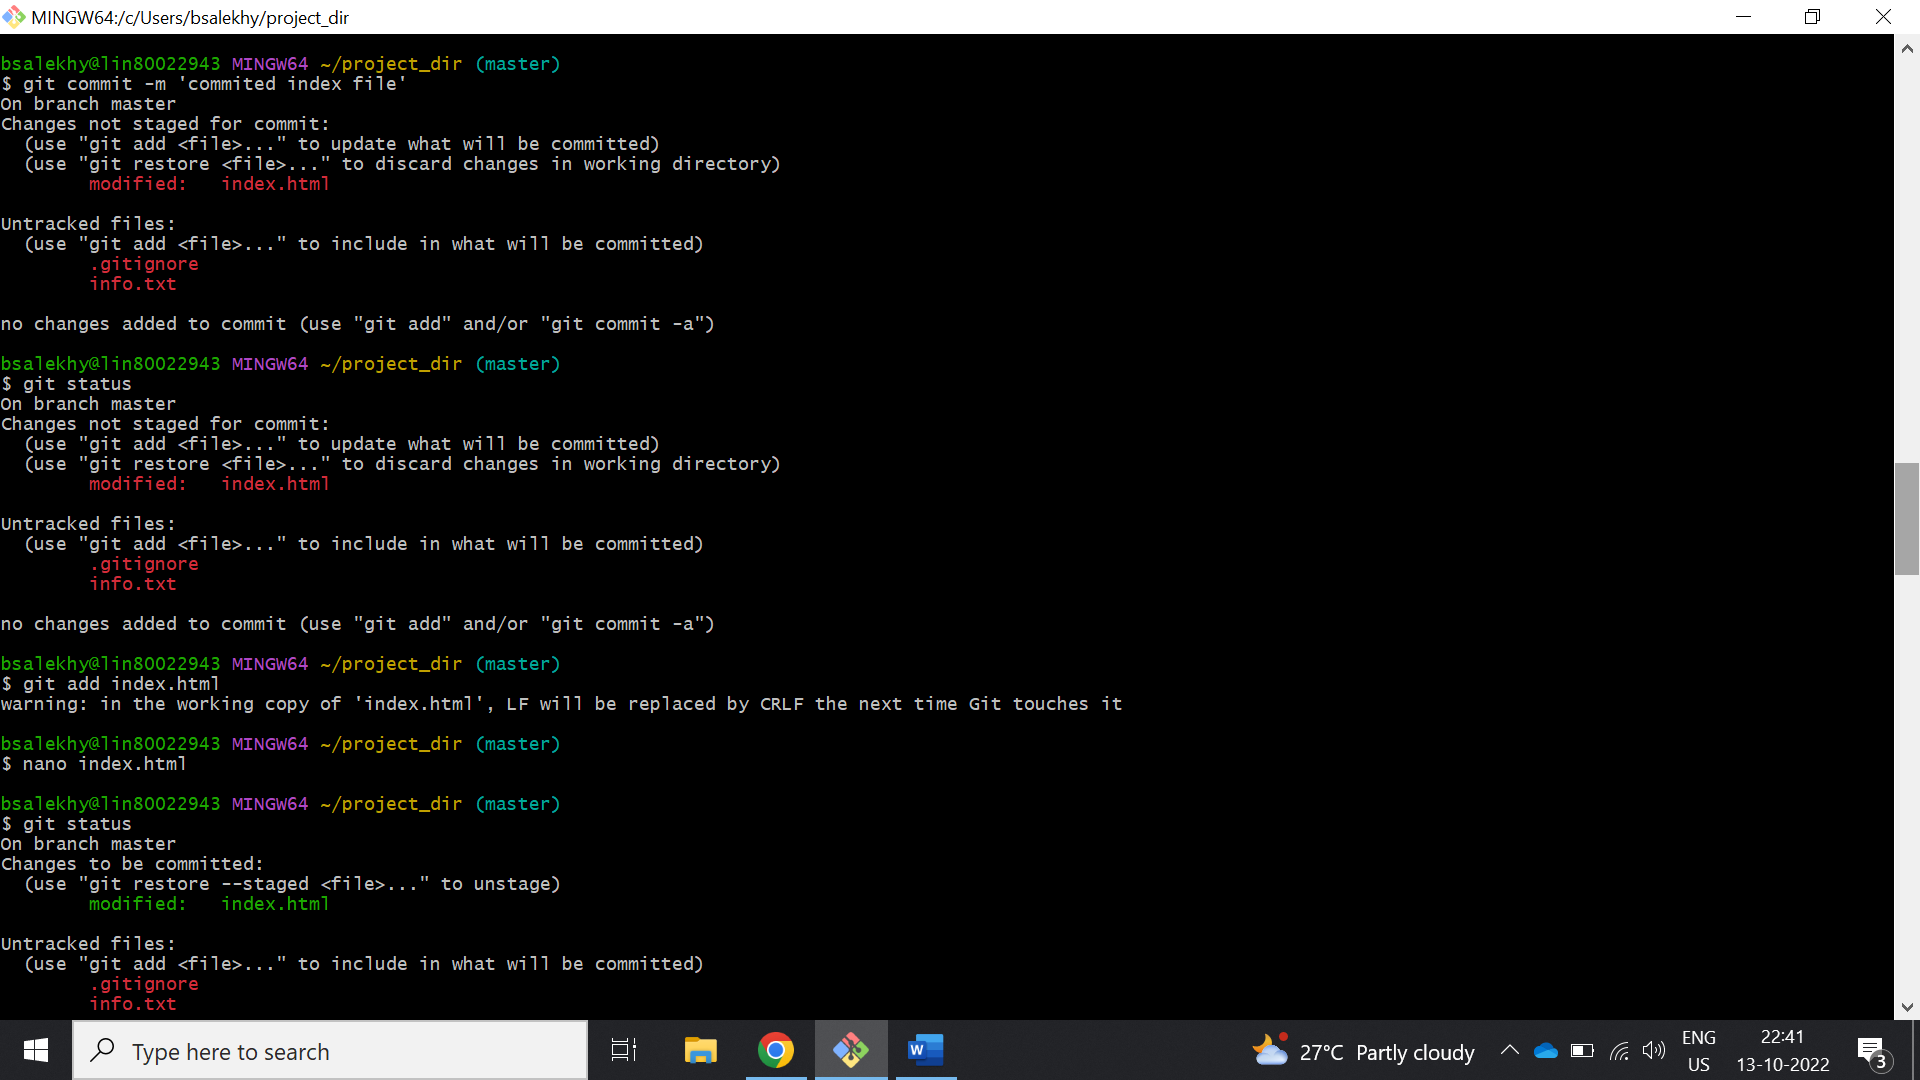 MINGW64:/c/Users/bsalekhy/project_dir
bsalekhy@lin80022943 MINGW64 ~/project_dir (master)
$ git commit -m 'commited index file'
On branch master
Changes not staged for commit:
  (use "git add <file>..." to update what will be committed)
  (use "git restore <file>..." to discard changes in working directory)
        modified:   index.html

Untracked files:
  (use "git add <file>..." to include in what will be committed)
        .gitignore
        info.txt

no changes added to commit (use "git add" and/or "git commit -a")

bsalekhy@lin80022943 MINGW64 ~/project_dir (master)
$ git status
On branch master
Changes not staged for commit:
  (use "git add <file>..." to update what will be committed)
  (use "git restore <file>..." to discard changes in working directory)
        modified:   index.html

Untracked files:
  (use "git add <file>..." to include in what will be committed)
        .gitignore
        info.txt

no changes added to commit (use "git add" and/or "git commit -a")

bsalekhy@lin80022943 MINGW64 ~/project_dir (master)
$ git add index.html
warning: in the working copy of 'index.html', LF will be replaced by CRLF the next time Git touches it

bsalekhy@lin80022943 MINGW64 ~/project_dir (master)
$ nano index.html

bsalekhy@lin80022943 MINGW64 ~/project_dir (master)
$ git status
On branch master
Changes to be committed:
  (use "git restore --staged <file>..." to unstage)
        modified:   index.html

Untracked files:
  (use "git add <file>..." to include in what will be committed)
        .gitignore
        info.txt
Type here to search
W
27°C Partly cloudy
ENG
US
22:41
13-10-2022
3